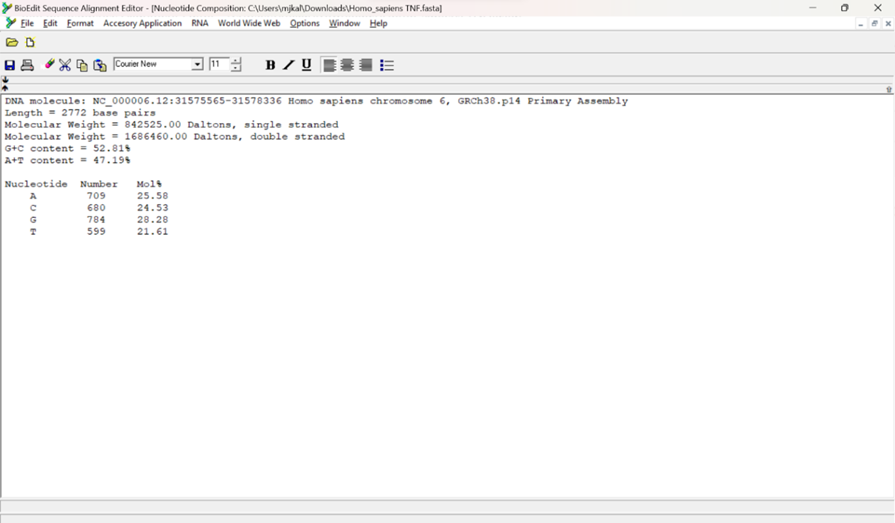 BioEdit Sequence Alignment Editor - [Nucleotide Composition: C:\Users\mjkal\Downloads\Homo_sapiens TNF.fasta]
File Edit Format Accesory Application RNA World Wide Web Options Window Help
Courier New 11 B I U
DNA molecule: NC_000006.12:31575565-31578336 Homo sapiens chromosome 6, GRCh38.p14 Primary Assembly
Length = 2772 base pairs
Molecular Weight = 842525.00 Daltons, single stranded
Molecular Weight = 1686460.00 Daltons, double stranded
G+C content = 52.81%
A+T content = 47.19%
Nucleotide Number Mol%
A 709 25.58
C 680 24.53
G 784 28.28
T 599 21.61